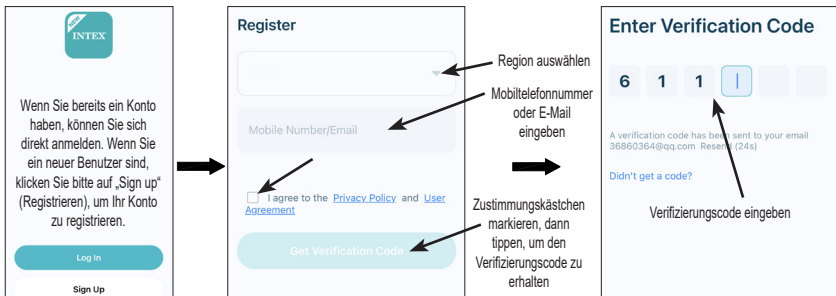 NEW
INTEX
Wenn Sie bereits ein Konto
haben, können Sie sich
direkt anmelden. Wenn Sie
ein neuer Benutzer sind,
klicken Sie bitte auf „Sign up“
(Registrieren), um Ihr Konto
zu registrieren.
Log In
Sign Up
Register
Mobile Number/Email
I agree to the Privacy Policy and User
Agreement
Get Verification Code
Region auswählen
Mobiltelefonnummer
oder E-Mail
eingeben
Zustimmungskästchen
markieren, dann
tippen, um den
Verifizierungscode zu
erhalten
Enter Verification Code
6 1 1
A verification code has been sent to your email
36860364@qq.com Resend (24s)
Didn't get a code?
Verifizierungscode eingeben